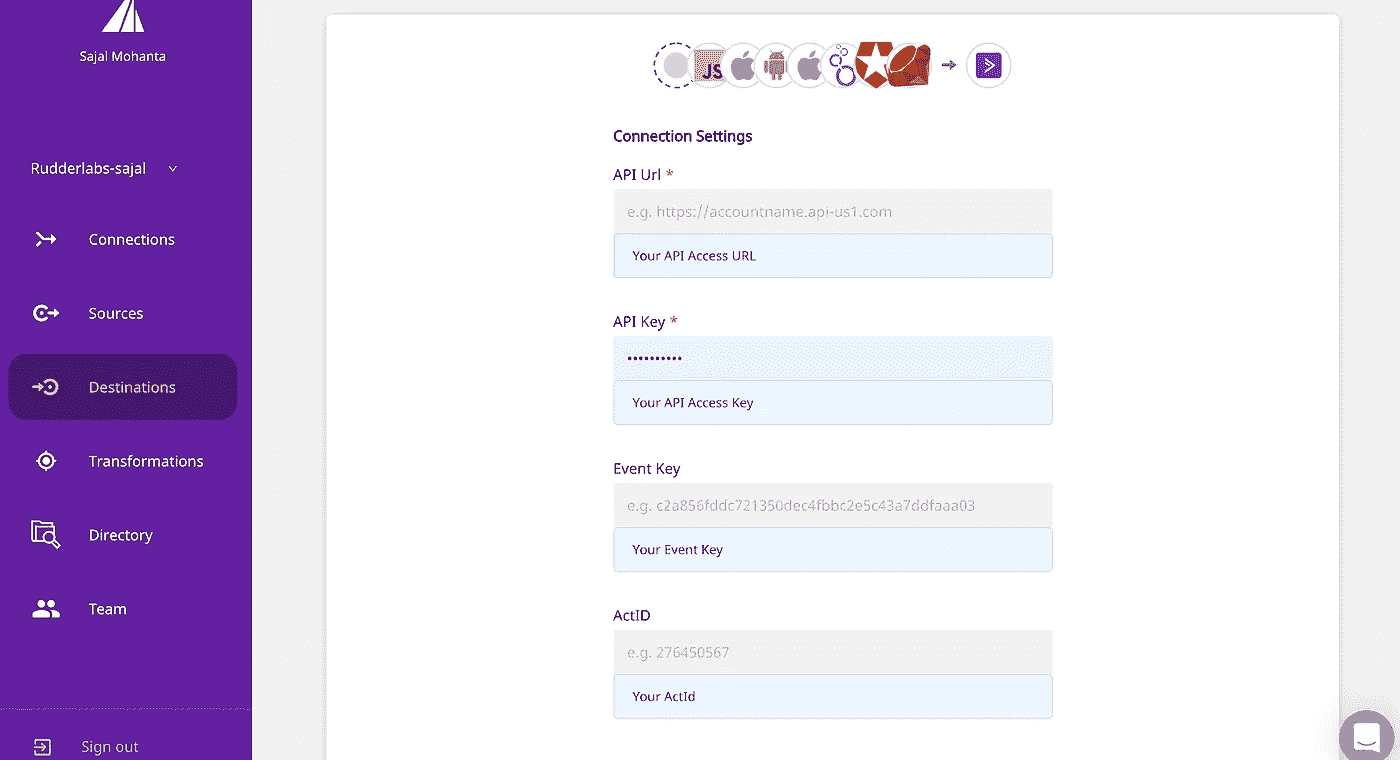 Sajal Mohanta
Rudderlabs-sajal
Connections
Sources
Destinations
Transformations
Directory
Team
Sign out
JS
Connection Settings
API Url *
e.g. https://accountname.api-us1.com
Your API Access URL
API Key *
••••••••••
Your API Access Key
Event Key
e.g. c2a856fddc721350dec4fbbc2e5c43a7ddfaaa03
Your Event Key
ActID
e.g. 276450567
Your ActId